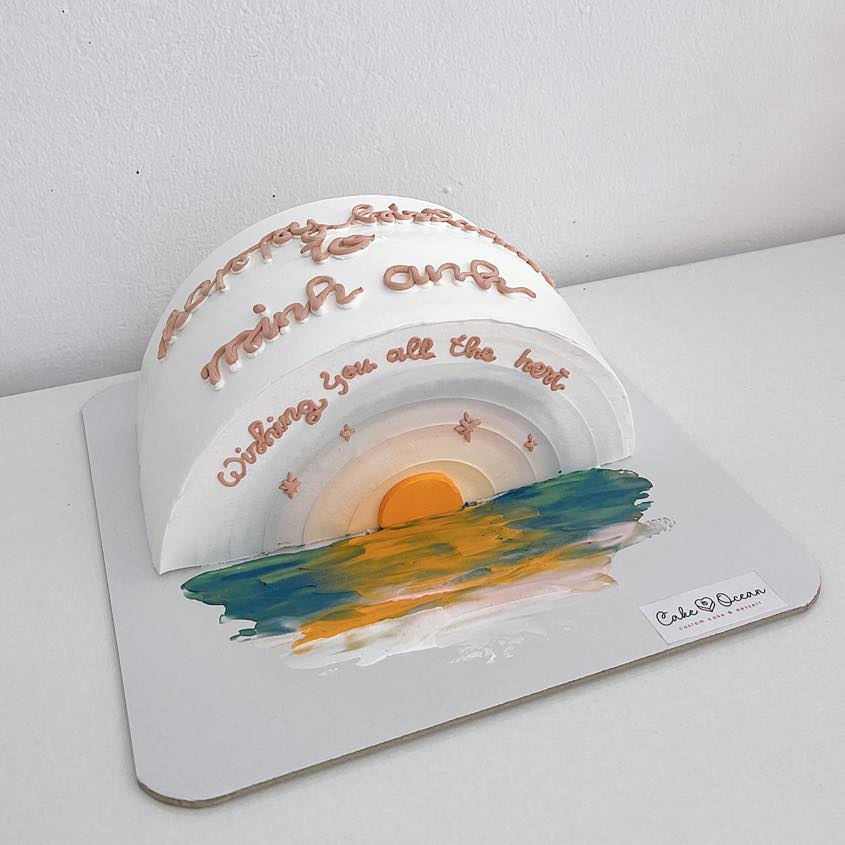 happy birthday
to
minh anh
Wishing you all the best
Cake Ocean
custom cake & dessert